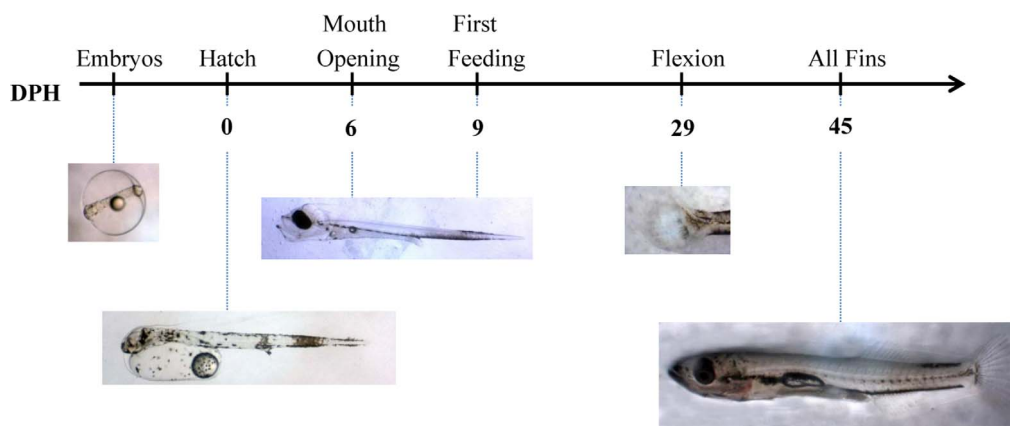 Embryos
Hatch
Mouth
Opening
First
Feeding
Flexion
All Fins
DPH
0
6
9
29
45